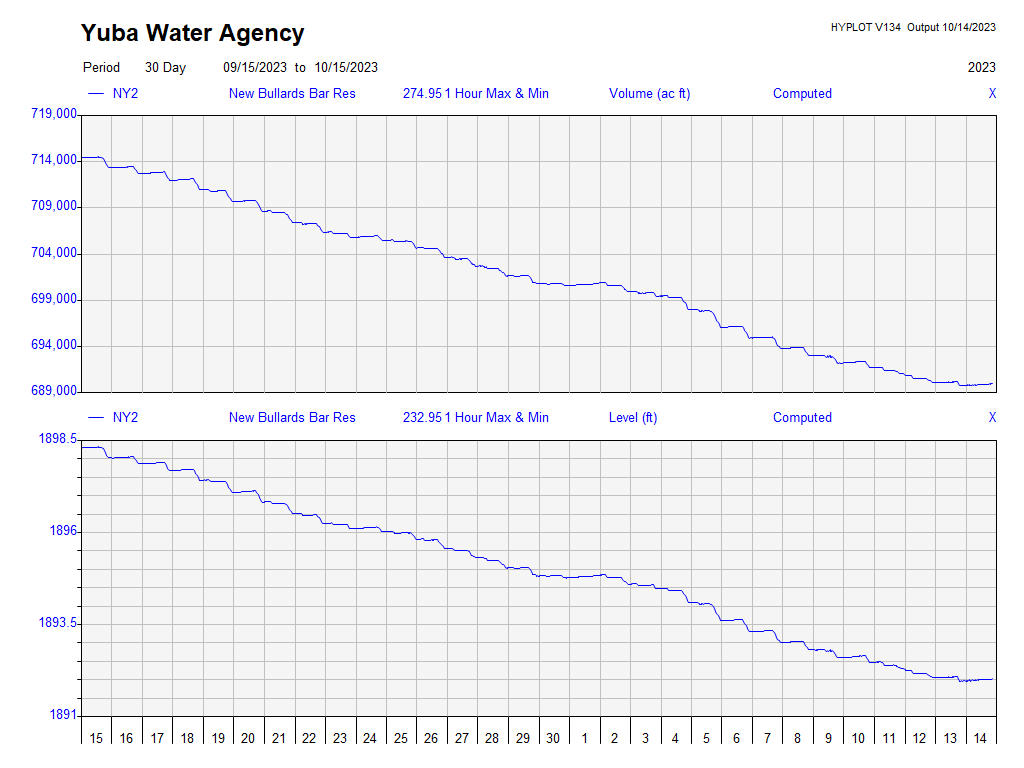 Yuba Water Agency
HYPLOT V134 Output 10/14/2023
Period 30 Day 09/15/2023 to 10/15/2023 2023
NY2 New Bullards Bar Res 274.95 1 Hour Max & Min Volume (ac ft) Computed X
719,000
714,000
709,000
704,000
699,000
694,000
689,000
NY2 New Bullards Bar Res 232.95 1 Hour Max & Min Level (ft) Computed X
1898.5
1896
1893.5
1891
15 16 17 18 19 20 21 22 23 24 25 26 27 28 29 30 1 2 3 4 5 6 7 8 9 10 11 12 13 14